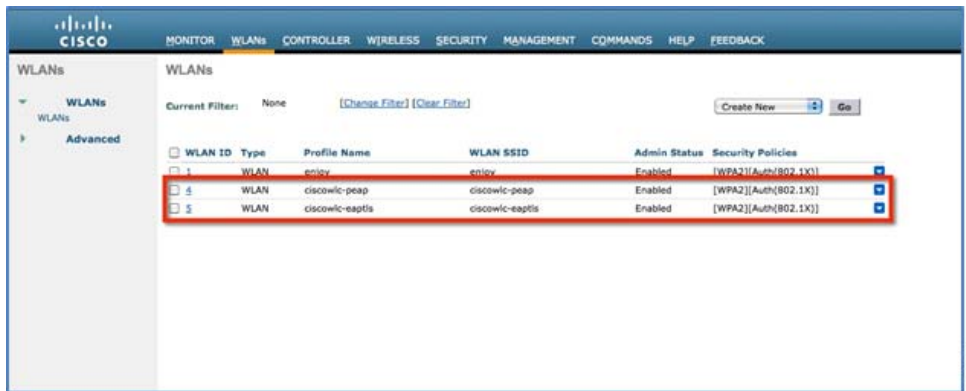 CISCO
MONITOR WLANs CONTROLLER WIRELESS SECURITY MANAGEMENT COMMANDS HELP FEEDBACK
WLANs
WLANs
WLANs
Advanced
WLANs
Current Filter: None [Change Filter] [Clear Filter]
Create New Go
WLAN ID Type Profile Name WLAN SSID Admin Status Security Policies
1 WLAN enjoy enjoy Enabled [WPA2][Auth(802.1X)]
4 WLAN ciscowlc-peap ciscowlc-peap Enabled [WPA2][Auth(802.1X)]
5 WLAN ciscowlc-eaptls ciscowlc-eaptls Enabled [WPA2][Auth(802.1X)]